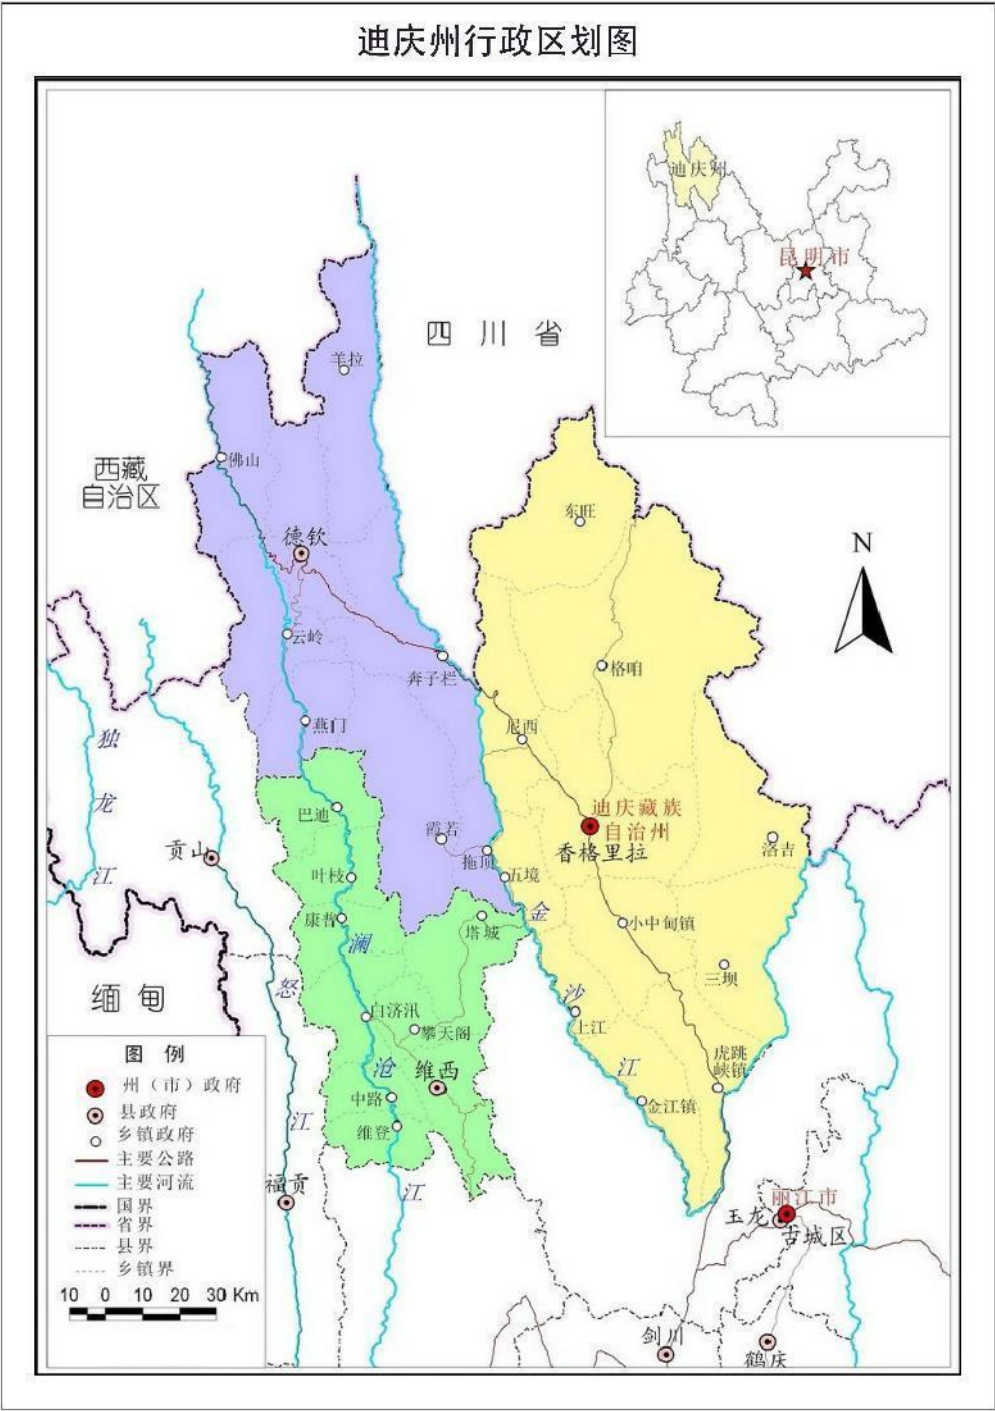 迪庆州行政区划图
迪庆州
昆明市
四川省
羊拉
西藏
自治区
佛山
东旺
德钦
N
云岭
格咱
奔子栏
燕门
尼西
独
龙
江
巴迪
霞若
迪庆藏族
自治州
香格里拉
洛吉
贡山
拖顶
叶枝
五境
康普
塔城
金
沙
江
小中甸镇
澜
沧
江
三坝
怒
江
缅甸
白济汛
攀天阁
上江
维西
虎跳
峡镇
中路
金江镇
维登
福贡
丽江市
玉龙
古城区
剑川
鹤庆
图例
州（市）政府
县政府
乡镇政府
主要公路
主要河流
国界
省界
县界
乡镇界
10 0 10 20 30 Km